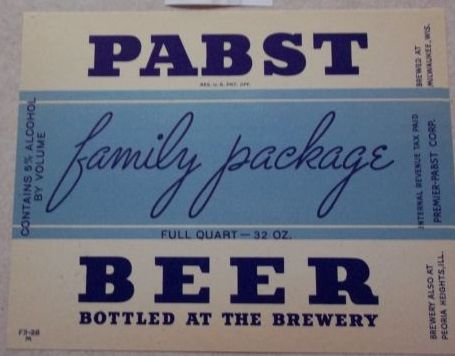 PABST
REG. U. S. PAT. OFF.
CONTAINS 5% ALCOHOL
BY VOLUME
family package
FULL QUART — 32 OZ.
BEER
BOTTLED AT THE BREWERY
F3-28
M
BREWED AT
MILWAUKEE, WIS.
INTERNAL REVENUE TAX PAID
PREMIER-PABST CORP.
BREWERY ALSO AT
PEORIA HEIGHTS, ILL.